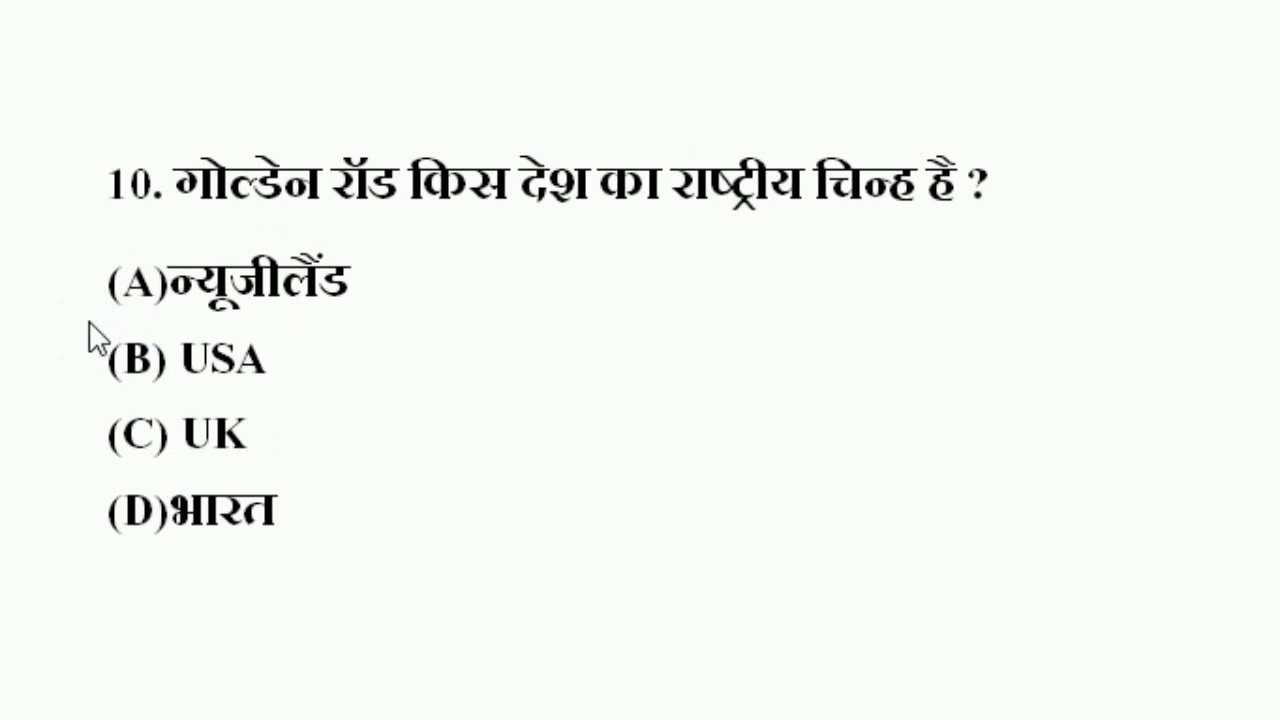 10. गोल्डेन रॉड किस देश का राष्ट्रीय चिन्ह है ?
(A)न्यूजीलैंड
(B) USA
(C) UK
(D)भारत